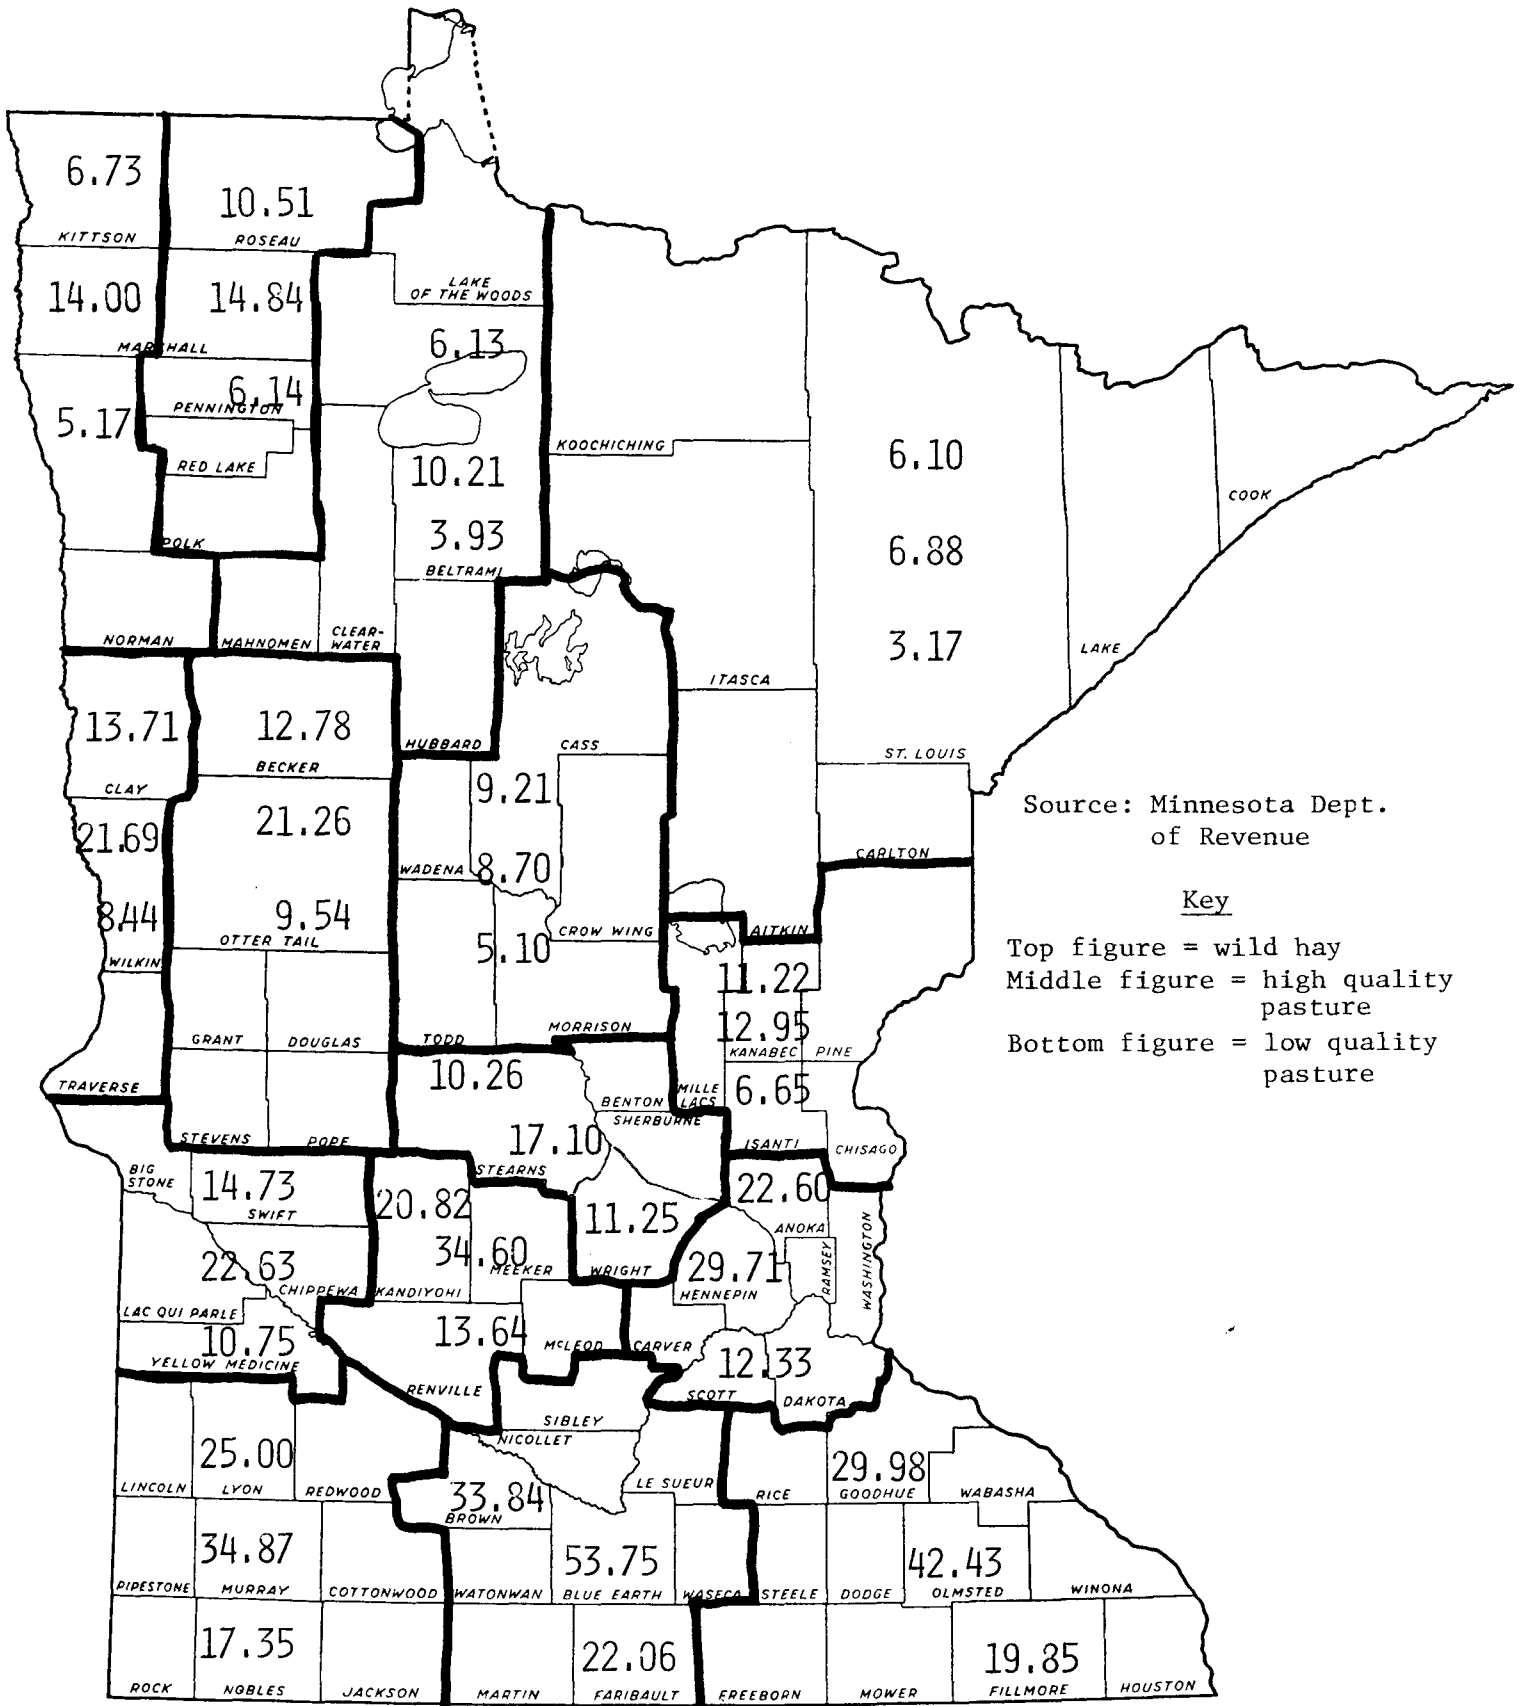 6.73
10.51
KITTSON
ROSEAU
LAKE
OF THE WOODS
14.00
14.84
MARSHALL
6.13
6.14
PENNINGTON
5.17
KOOCHICHING
6.10
RED LAKE
10.21
COOK
3.93
6.88
POLK
BELTRAMI
NORMAN
MAHNOMEN
CLEAR-
WATER
3.17
LAKE
ITASCA
13.71
12.78
HUBBARD
CASS
ST. LOUIS
BECKER
CLAY
9.21
Source: Minnesota Dept.
of Revenue
21.69
21.26
CARLTON
WADENA
8.70
Key
8.44
9.54
OTTER TAIL
CROW WING
AITKIN
5.10
Top figure = wild hay
WILKIN
11.22
Middle figure = high quality
pasture
12.95
MORRISON
GRANT
DOUGLAS
TODD
KANABEC
PINE
Bottom figure = low quality
pasture
10.26
TRAVERSE
MILLE
LACS
6.65
BENTON
SHERBURNE
STEVENS
POPE
17.10
ISANTI
CHISAGO
BIG
STONE
STEARNS
14.73
20.82
22.60
SWIFT
11.25
ANOKA
34.60
22.63
MEEKER
WRIGHT
29.71
RAMSEY
WASHINGTON
CHIPPEWA
KANDIYOHI
HENNEPIN
LAC QUI PARLE
10.75
13.64
McLEOD
CARVER
YELLOW MEDICINE
12.33
RENVILLE
SCOTT
DAKOTA
SIBLEY
NICOLLET
25.00
29.98
LINCOLN
LYON
REDWOOD
33.84
LE SUEUR
RICE
GOODHUE
WABASHA
BROWN
34.87
53.75
42.43
PIPESTONE
MURRAY
COTTONWOOD
WATONWAN
BLUE EARTH
WASECA
STEELE
DODGE
OLMSTED
WINONA
17.35
22.06
19.85
ROCK
NOBLES
JACKSON
MARTIN
FARIBAULT
FREEBORN
MOWER
FILLMORE
HOUSTON